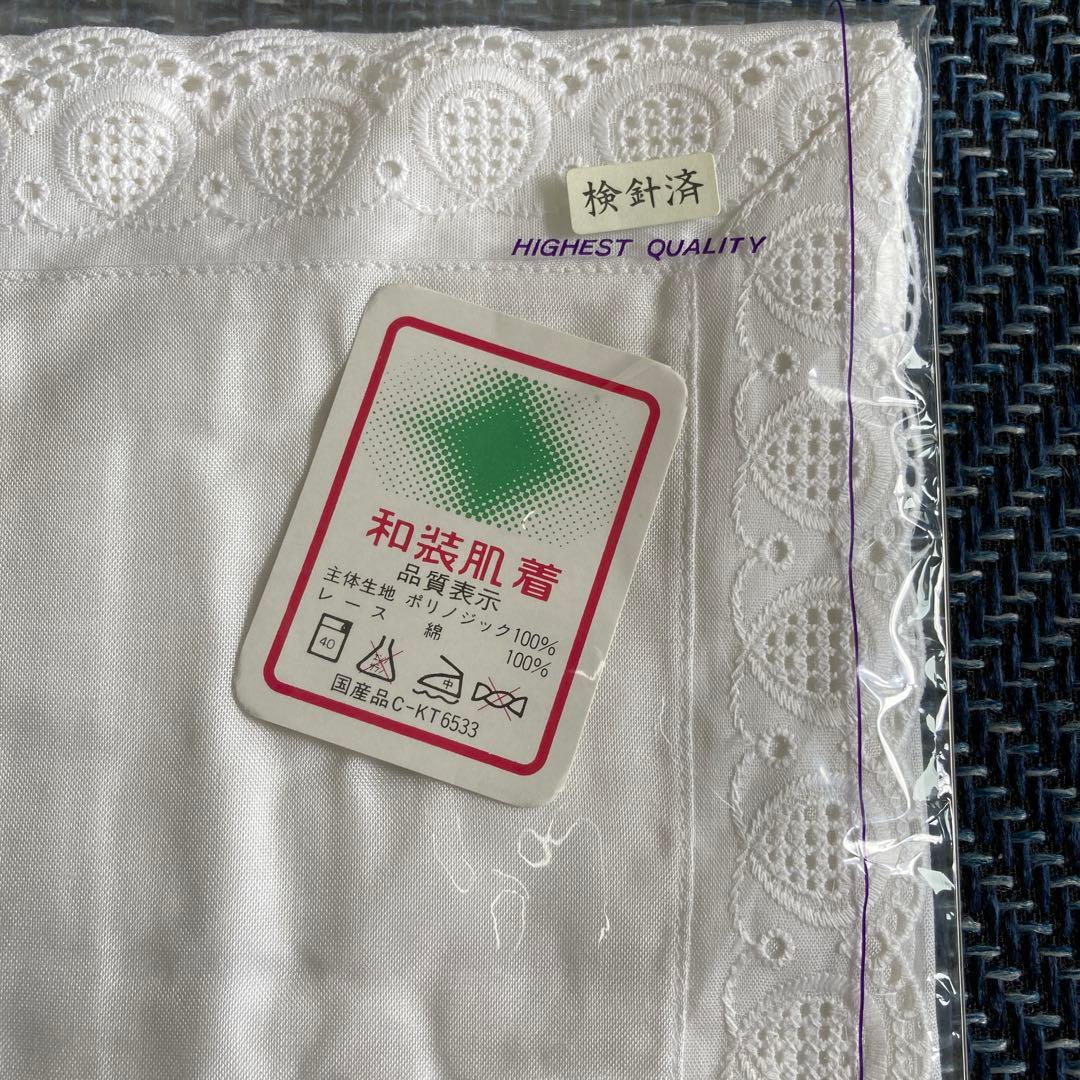 検針済
HIGHEST QUALITY
和装肌着
品質表示
主体生地 ポリノジック100%
レース 綿 100%
40
中
国産品C-KT6533